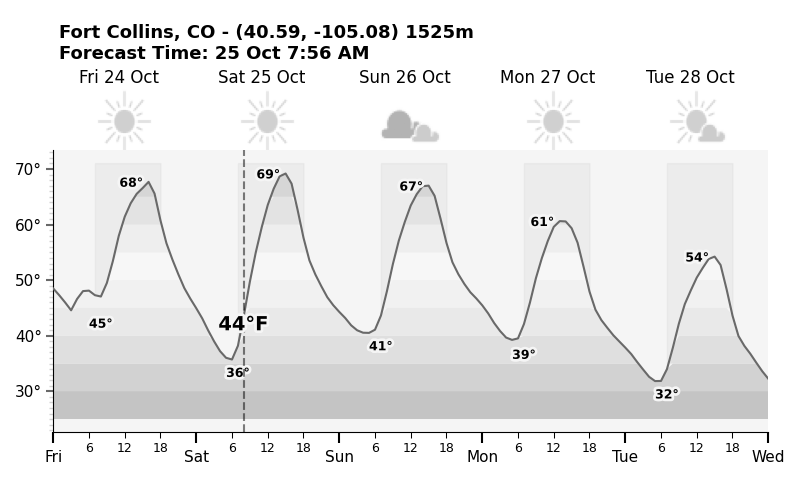 Fort Collins, CO - (40.59, -105.08) 1525m
Forecast Time: 25 Oct 7:56 AM
Fri 24 Oct Sat 25 Oct Sun 26 Oct Mon 27 Oct Tue 28 Oct
70°
60°
50°
40°
30°
68° 69° 67° 61° 54°
45° 44°F 36° 41° 39° 32°
6 12 18 6 12 18 6 12 18 6 12 18 6 12 18
Fri Sat Sun Mon Tue Wed